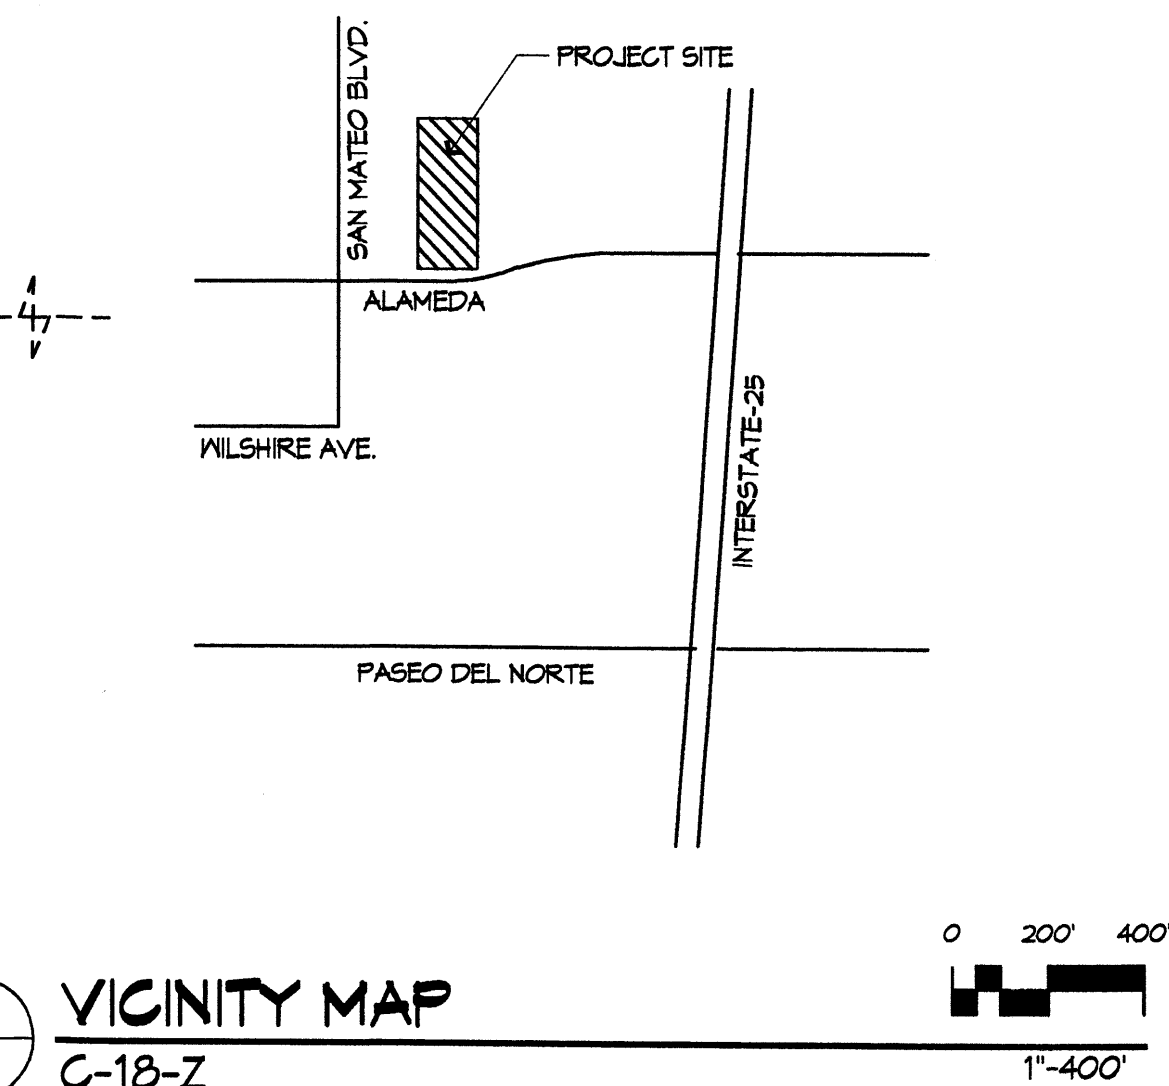 SAN MATEO BLVD.
PROJECT SITE
ALAMEDA
WILSHIRE AVE.
INTERSTATE-25
PASEO DEL NORTE
0 200' 400'
VICINITY MAP
C-18-Z
1"-400'